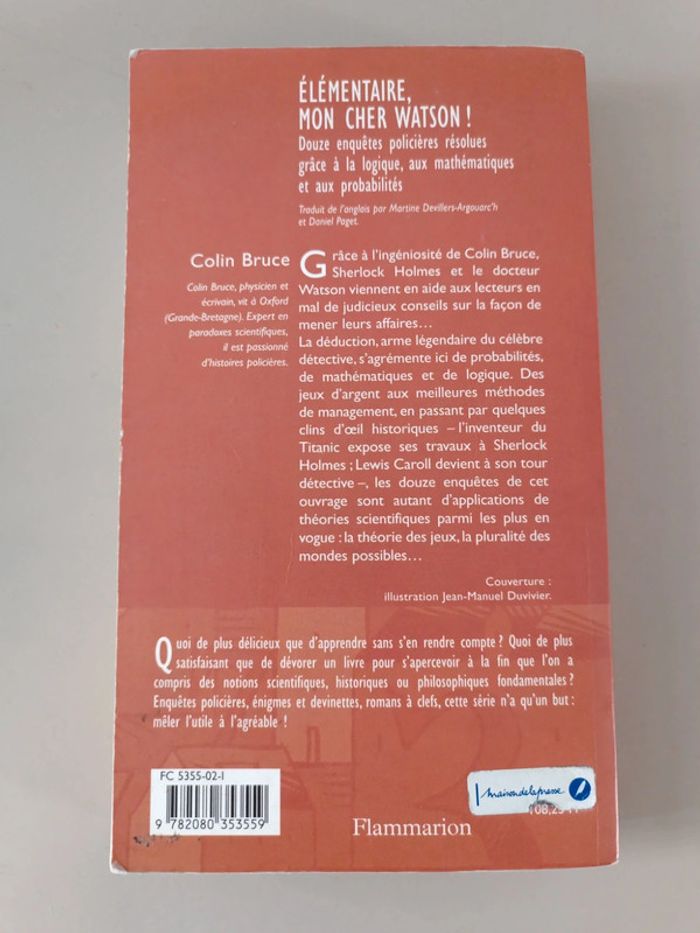 ÉLÉMENTAIRE,
MON CHER WATSON !
Douze enquêtes policières résolues
grâce à la logique, aux mathématiques
et aux probabilités
Traduit de l'anglais par Martine Devillers-Argouarc'h
et Daniel Paget.
Colin Bruce
Colin Bruce, physicien et
écrivain, vit à Oxford
(Grande-Bretagne). Expert en
paradoxes scientifiques,
il est passionné
d'histoires policières.
Grâce à l'ingéniosité de Colin Bruce,
Sherlock Holmes et le docteur
Watson viennent en aide aux lecteurs en
mal de judicieux conseils sur la façon de
mener leurs affaires…
La déduction, arme légendaire du célèbre
détective, s'agrémente ici de probabilités,
de mathématiques et de logique. Des
jeux d'argent aux meilleures méthodes
de management, en passant par quelques
clins d'œil historiques – l'inventeur du
Titanic expose ses travaux à Sherlock
Holmes ; Lewis Caroll devient à son tour
détective –, les douze enquêtes de cet
ouvrage sont autant d'applications de
théories scientifiques parmi les plus en
vogue : la théorie des jeux, la pluralité des
mondes possibles…
Couverture :
illustration Jean-Manuel Duvivier.
Quoi de plus délicieux que d'apprendre sans s'en rendre compte ? Quoi de plus
satisfaisant que de dévorer un livre pour s'apercevoir à la fin que l'on a
compris des notions scientifiques, historiques ou philosophiques fondamentales ?
Enquêtes policières, énigmes et devinettes, romans à clefs, cette série n'a qu'un but :
mêler l'utile à l'agréable !
FC 5355-02-I
9 782080 353559
Flammarion
maison de la presse